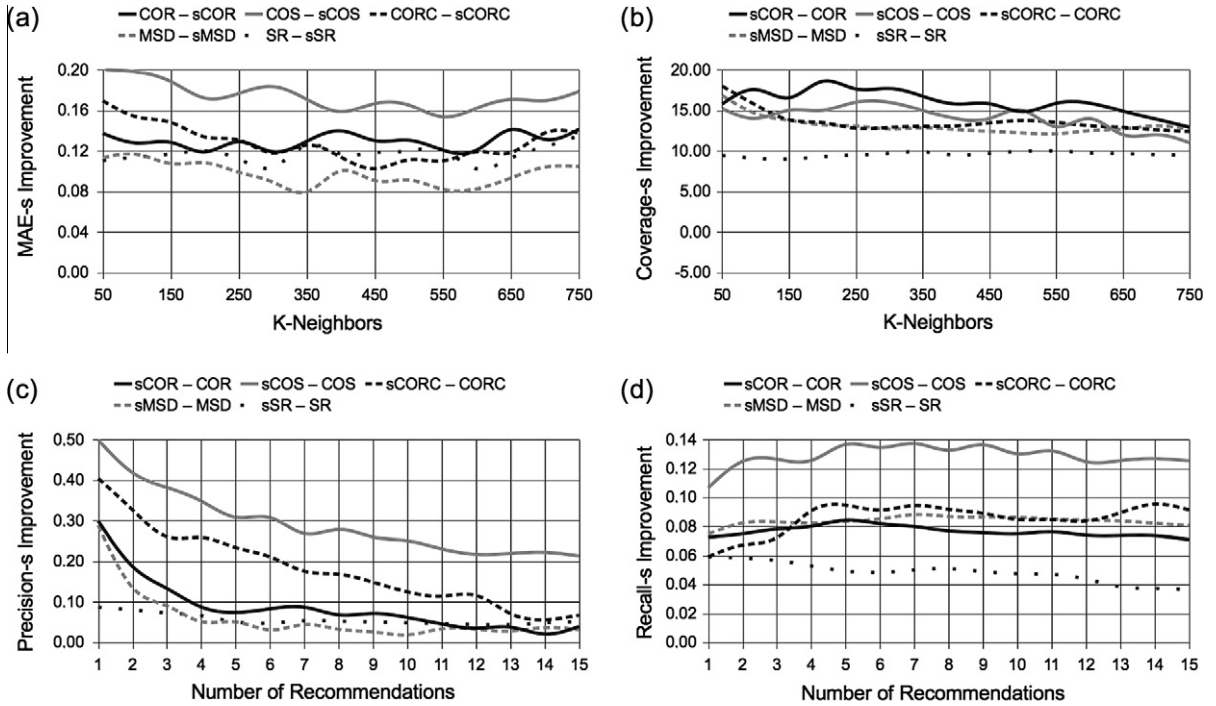 (a)
COR – sCOR COS – sCOS CORC – sCORC
MSD – sMSD SR – sSR
MAE-s Improvement
0.20
0.16
0.12
0.08
0.04
0.00
50 150 250 350 450 550 650 750
K-Neighbors
(b)
sCOR – COR sCOS – COS sCORC – CORC
sMSD – MSD sSR – SR
Coverage-s Improvement
20.00
15.00
10.00
5.00
0.00
-5.00
50 150 250 350 450 550 650 750
K-Neighbors
(c)
sCOR – COR sCOS – COS sCORC – CORC
sMSD – MSD sSR – SR
Precision-s Improvement
0.50
0.40
0.30
0.20
0.10
0.00
1 2 3 4 5 6 7 8 9 10 11 12 13 14 15
Number of Recommendations
(d)
sCOR – COR sCOS – COS sCORC – CORC
sMSD – MSD sSR – SR
Recall-s Improvement
0.14
0.12
0.10
0.08
0.06
0.04
0.02
0.00
1 2 3 4 5 6 7 8 9 10 11 12 13 14 15
Number of Recommendations